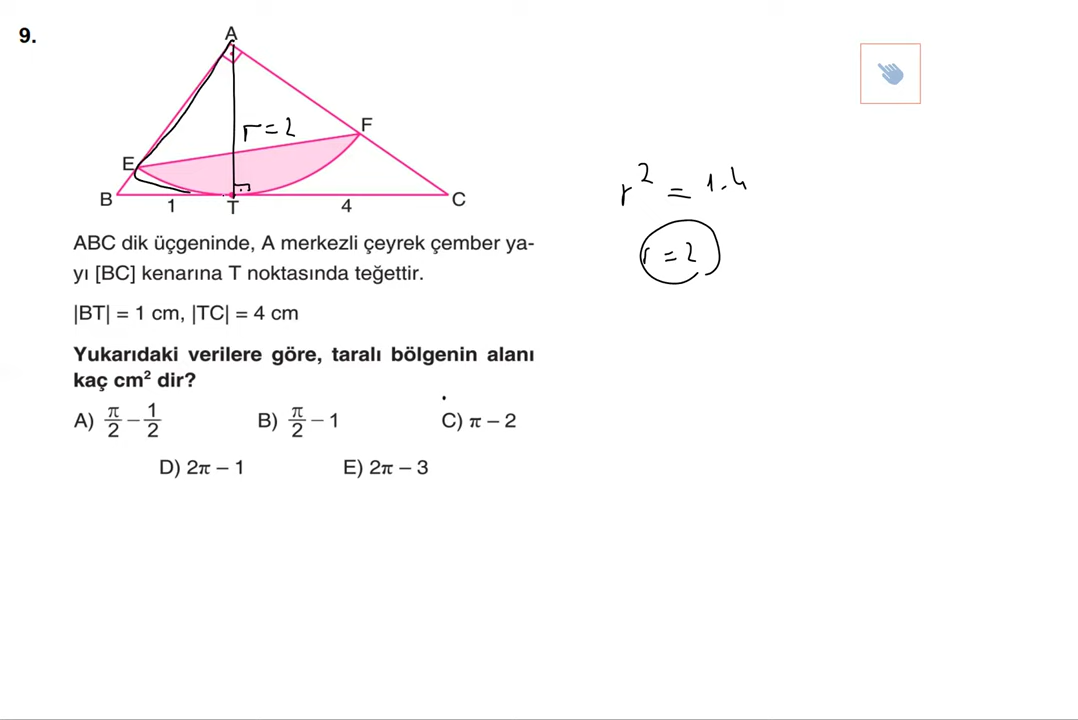 9.
A
r=2
F
E
B
1
T
4
C
r² = 1.4
r = 2
ABC dik üçgeninde, A merkezli çeyrek çember ya-
yı [BC] kenarına T noktasında teğettir.
|BT| = 1 cm, |TC| = 4 cm
Yukarıdaki verilere göre, taralı bölgenin alanı
kaç cm² dir?
A) π/2 – 1/2 B) π/2 – 1 C) π – 2
D) 2π – 1 E) 2π – 3